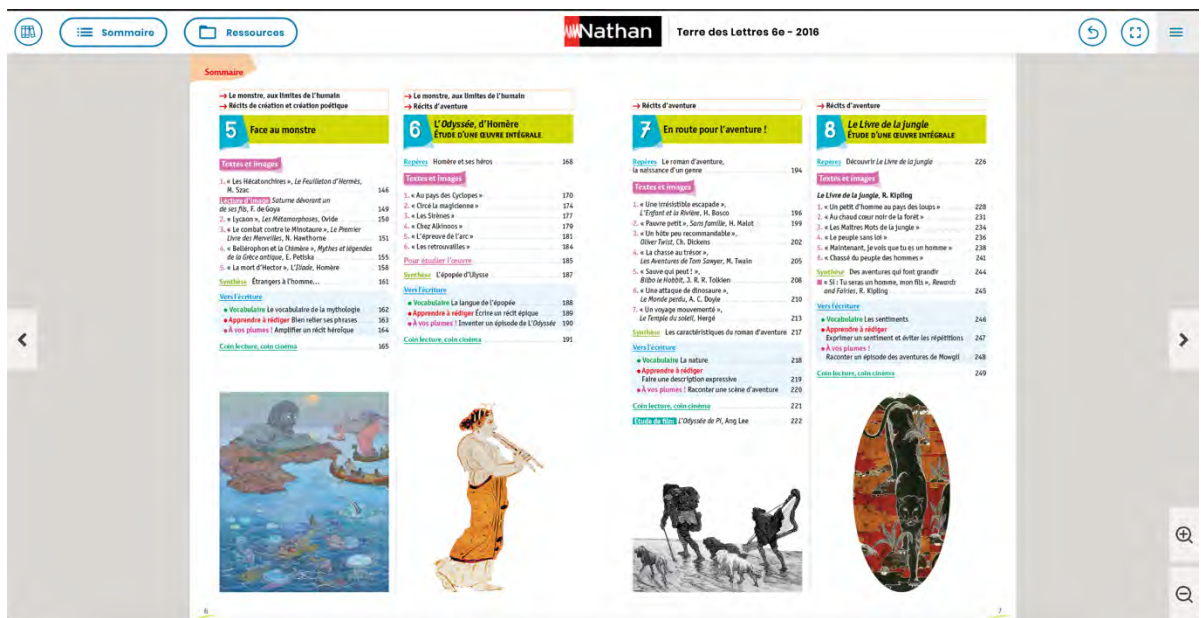 Sommaire
Ressources
Nathan
Terre des Lettres 6e - 2016
Sommaire
→ Le monstre, aux limites de l'humain
→ Récits de création et création poétique
5 Face au monstre
Textes et images
1. « Les Hécatonchires », Le Feuilleton d'Hermès,
M. Szac 146
Lecture d'image Saturne dévorant un
de ses fils, F. de Goya 149
2. « Lycaon », Les Métamorphoses, Ovide 150
3. « Le combat contre le Minotaure », Le Premier
Livre des Merveilles, N. Hawthorne 151
4. « Bellérophon et la Chimère », Mythes et légendes
de la Grèce antique, E. Petiska 155
5. « La mort d'Hector », L'Iliade, Homère 158
Synthèse Étrangers à l'homme... 161
Vers l'écriture
• Vocabulaire Le vocabulaire de la mythologie 162
• Apprendre à rédiger Bien relier ses phrases 163
• À vos plumes ! Amplifier un récit héroïque 164
Coin lecture, coin cinéma 165
→ Le monstre, aux limites de l'humain
→ Récits d'aventure
6 L'Odyssée, d'Homère
ÉTUDE D'UNE ŒUVRE INTÉGRALE
Repères Homère et ses héros 168
Textes et images
1. « Au pays des Cyclopes » 170
2. « Circé la magicienne » 174
3. « Les Sirènes » 177
4. « Chez Alkinoos » 179
5. « L'épreuve de l'arc » 181
6. « Les retrouvailles » 184
Pour étudier l'œuvre 185
Synthèse L'épopée d'Ulysse 187
Vers l'écriture
• Vocabulaire La langue de l'épopée 188
• Apprendre à rédiger Écrire un récit épique 189
• À vos plumes ! Inventer un épisode de L'Odyssée 190
Coin lecture, coin cinéma 191
→ Récits d'aventure
7 En route pour l'aventure !
Repères Le roman d'aventure,
la naissance d'un genre 194
Textes et images
1. « Une irrésistible escapade »,
L'Enfant et la Rivière, H. Bosco 196
2. « Pauvre petit », Sans famille, H. Malot 199
3. « Un hôte peu recommandable »,
Oliver Twist, Ch. Dickens 202
4. « La chasse au trésor »,
Les Aventures de Tom Sawyer, M. Twain 205
5. « Sauve qui peut ! »,
Bilbo le Hobbit, J. R. R. Tolkien 208
6. « Une attaque de dinosaure »,
Le Monde perdu, A. C. Doyle 210
7. « Un voyage mouvementé »,
Le Temple du soleil, Hergé 213
Synthèse Les caractéristiques du roman d'aventure 217
Vers l'écriture
• Vocabulaire La nature 218
• Apprendre à rédiger
Faire une description expressive 219
• À vos plumes ! Raconter une scène d'aventure 220
Coin lecture, coin cinéma 221
Étude de film L'Odyssée de Pi, Ang Lee 222
→ Récits d'aventure
8 Le Livre de la jungle
ÉTUDE D'UNE ŒUVRE INTÉGRALE
Repères Découvrir Le Livre de la jungle 226
Textes et images
Le Livre de la jungle, R. Kipling
1. « Un petit d'homme au pays des loups » 228
2. « Au chaud cœur noir de la forêt » 231
3. « Les Maîtres Mots de la jungle » 234
4. « Le peuple sans loi » 236
5. « Maintenant, je vois que tu es un homme » 238
6. « Chassé du peuple des hommes » 241
Synthèse Des aventures qui font grandir 244
« Si : Tu seras un homme, mon fils », Rewards
and Fairies, R. Kipling 245
Vers l'écriture
• Vocabulaire Les sentiments 246
• Apprendre à rédiger
Exprimer un sentiment et éviter les répétitions 247
• À vos plumes !
Raconter un épisode des aventures de Mowgli 248
Coin lecture, coin cinéma 249
6
7